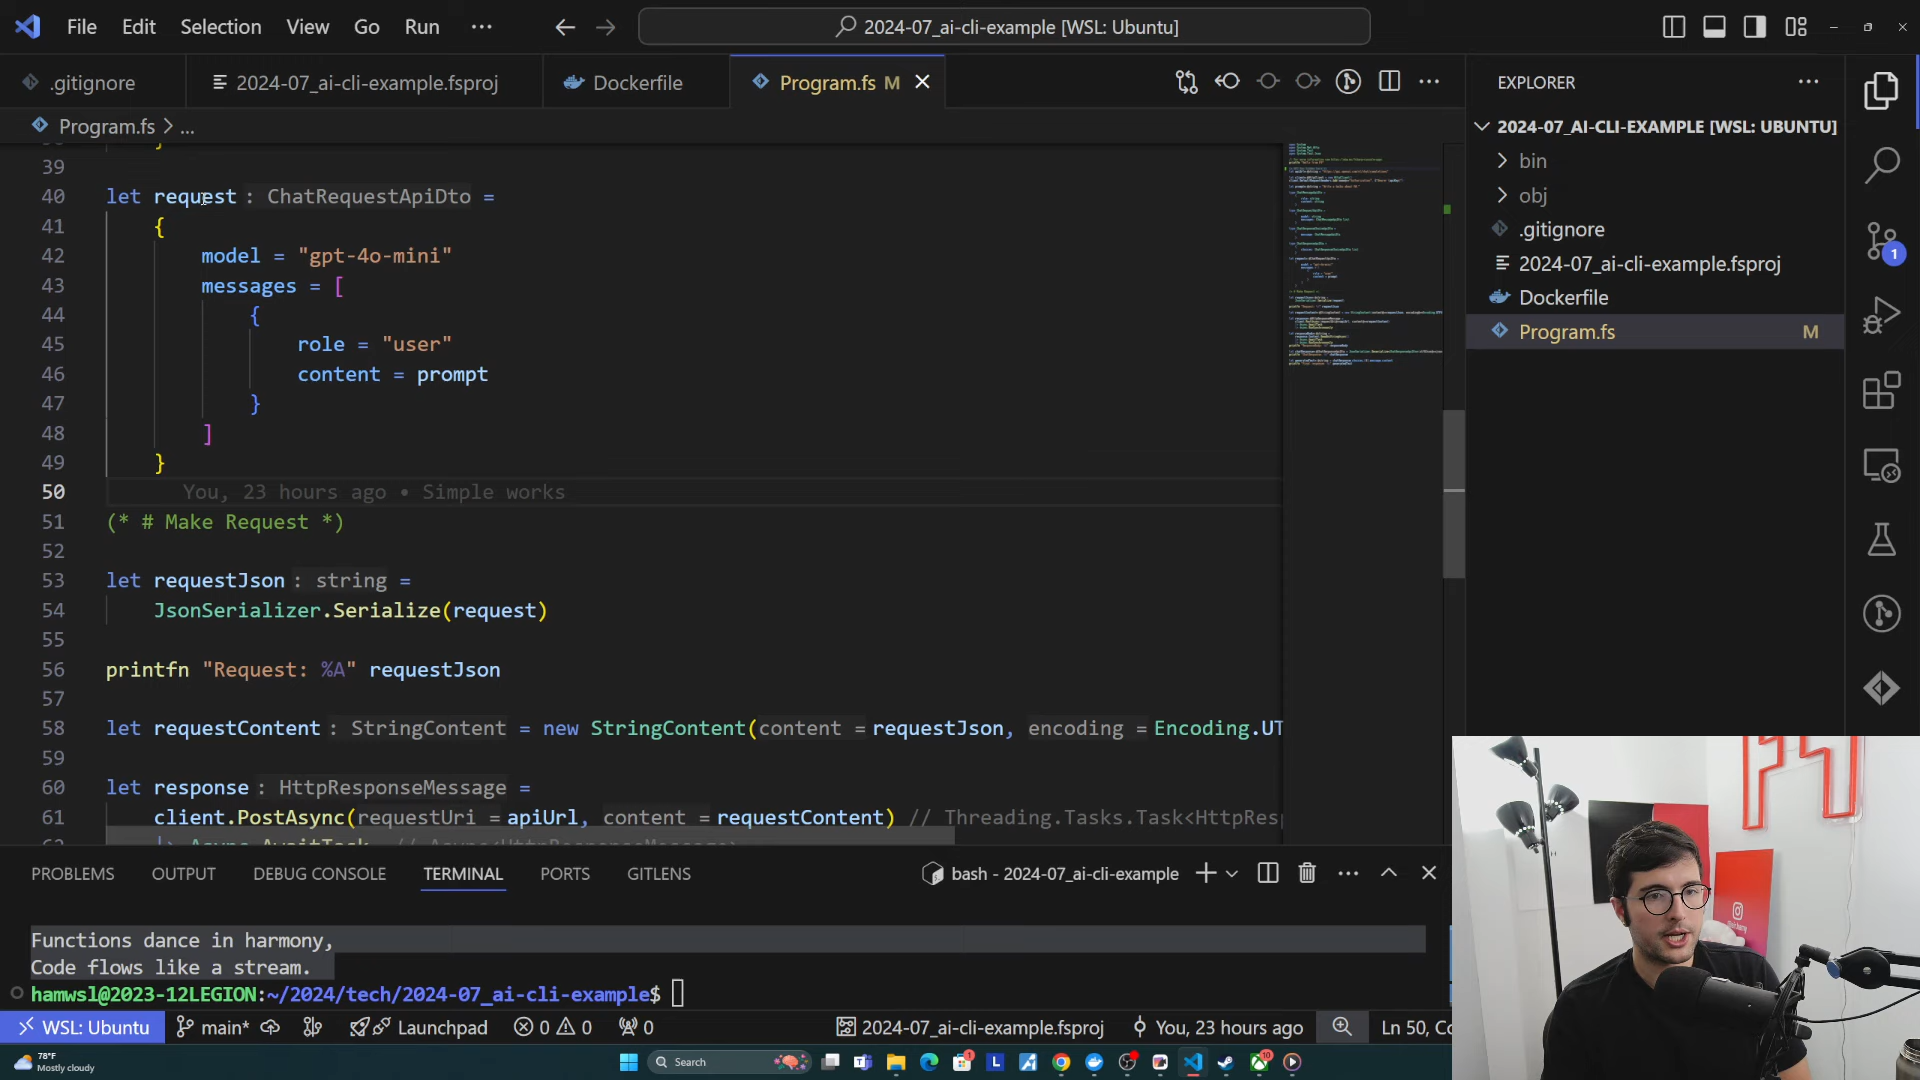 File Edit Selection View Go Run ... 2024-07_ai-cli-example [WSL: Ubuntu]
.gitignore 2024-07_ai-cli-example.fsproj Dockerfile Program.fs M
Program.fs > ...
39
40 let request : ChatRequestApiDto =
41 {
42 model = "gpt-4o-mini"
43 messages = [
44 {
45 role = "user"
46 content = prompt
47 }
48 ]
49 }
50 You, 23 hours ago • Simple works
51 (* # Make Request *)
52
53 let requestJson : string =
54 JsonSerializer.Serialize(request)
55
56 printfn "Request: %A" requestJson
57
58 let requestContent : StringContent = new StringContent(content = requestJson, encoding = Encoding.UT
59
60 let response : HttpResponseMessage =
61 client.PostAsync(requestUri = apiUrl, content = requestContent) // Threading.Tasks.Task<HttpResp
EXPLORER
2024-07_AI-CLI-EXAMPLE [WSL: UBUNTU]
bin
obj
.gitignore
2024-07_ai-cli-example.fsproj
Dockerfile
Program.fs M
1
PROBLEMS OUTPUT DEBUG CONSOLE TERMINAL PORTS GITLENS bash - 2024-07_ai-cli-example
Functions dance in harmony,
Code flows like a stream.
hamwsl@2023-12LEGION:~/2024/tech/2024-07_ai-cli-example$
WSL: Ubuntu main* Launchpad 0 0 0 2024-07_ai-cli-example.fsproj You, 23 hours ago Ln 50, Co
78°F
Mostly cloudy
Search
10